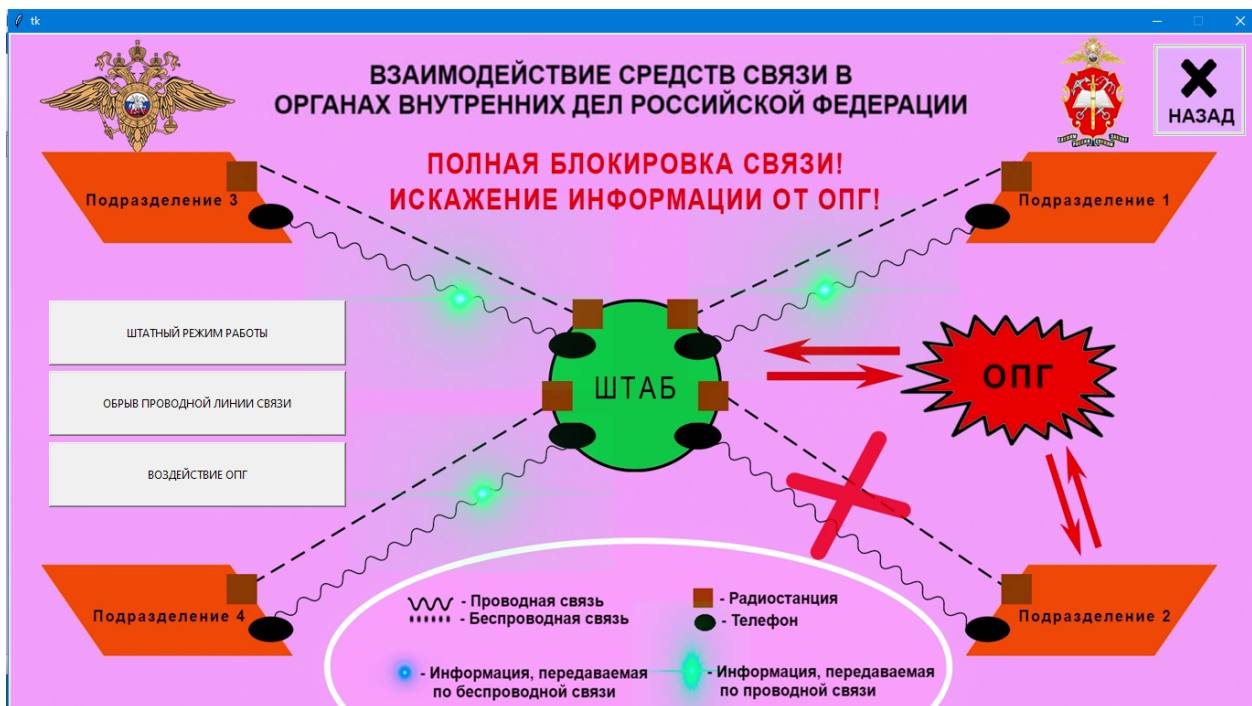 tk
ВЗАИМОДЕЙСТВИЕ СРЕДСТВ СВЯЗИ В
ОРГАНАХ ВНУТРЕННИХ ДЕЛ РОССИЙСКОЙ ФЕДЕРАЦИИ
НАЗАД
ПОЛНАЯ БЛОКИРОВКА СВЯЗИ!
ИСКАЖЕНИЕ ИНФОРМАЦИИ ОТ ОПГ!
Подразделение 3
Подразделение 1
ШТАТНЫЙ РЕЖИМ РАБОТЫ
ОБРЫВ ПРОВОДНОЙ ЛИНИИ СВЯЗИ
ВОЗДЕЙСТВИЕ ОПГ
ШТАБ
ОПГ
Подразделение 4
Подразделение 2
- Проводная связь
- Беспроводная связь
- Радиостанция
- Телефон
- Информация, передаваемая
по беспроводной связи
- Информация, передаваемая
по проводной связи